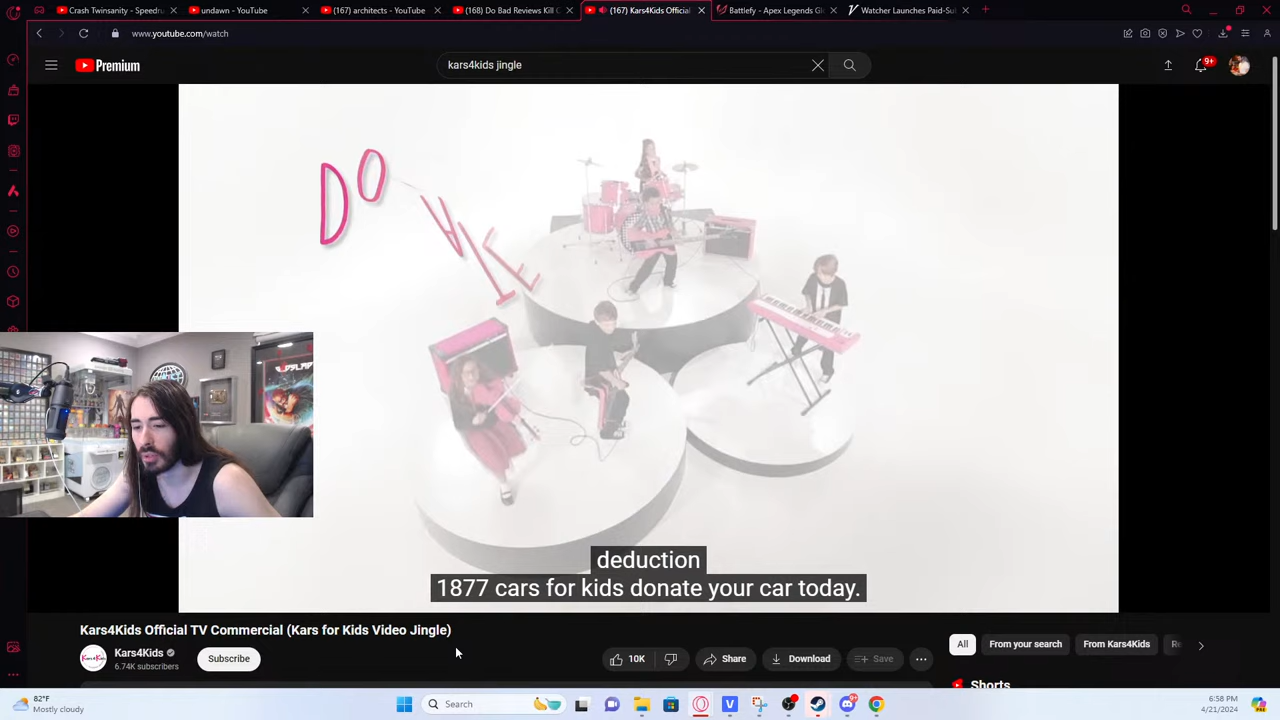 Crash Twinsanity - Speedru
undawn - YouTube
(167) architects - YouTube
(168) Do Bad Reviews Kill C
(167) Kars4Kids Official
Battlefy - Apex Legends Gl
Watcher Launches Paid-Su
www.youtube.com/watch
Premium
kars4kids jingle
9+
DONATE
deduction
1877 cars for kids donate your car today.
Kars4Kids Official TV Commercial (Kars for Kids Video Jingle)
Kars4Kids
6.74K subscribers
Subscribe
10K
Share
Download
Save
All
From your search
From Kars4Kids
Re
Shorts
82°F
Mostly cloudy
Search
6:58 PM
4/21/2024